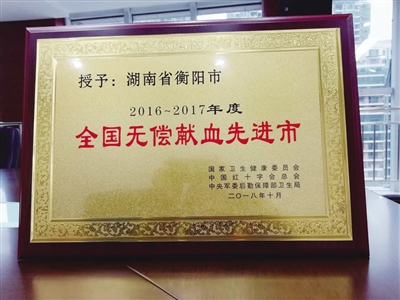 授予：湖南省衡阳市
2016~2017年度
全国无偿献血先进市
国家卫生健康委员会
中国红十字会总会
中央军委后勤保障部卫生局
二〇一八年十月